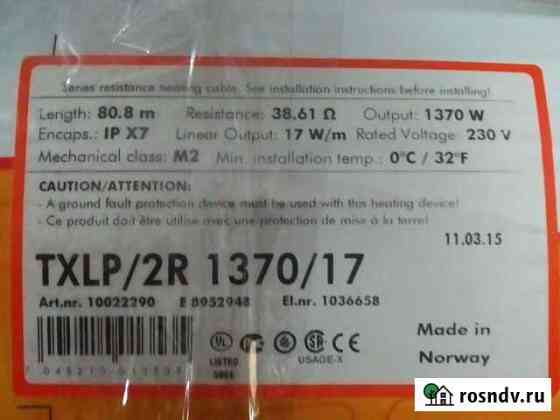 Series resistance heating cable. See installation instructions before installing!
Length: 80.8 m Resistance: 38.61 Ω Output: 1370 W
Encaps.: IP X7 Linear Output: 17 W/m Rated Voltage: 230 V
Mechanical class: M2 Min. installation temp.: 0°C / 32°F
CAUTION/ATTENTION:
- A ground fault protection device must be used with this heating device!
- Ce produit doit être utilise avec une protection de mise à la terre!
11.03.15
TXLP/2R 1370/17
Art.nr. 10022290 E 8952948 El.nr. 1036658
UL
LISTED
USAGE-X
CE
Made in
Norway
rosndv.ru